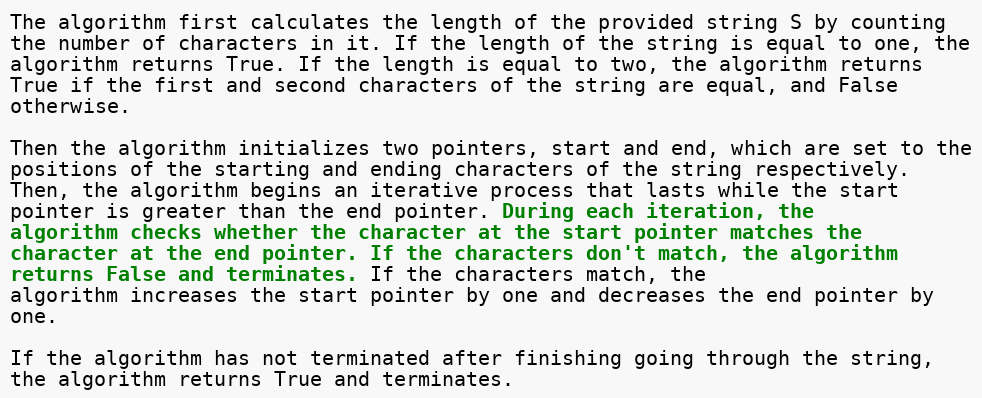 The algorithm first calculates the length of the provided string S by counting
the number of characters in it. If the length of the string is equal to one, the
algorithm returns True. If the length is equal to two, the algorithm returns
True if the first and second characters of the string are equal, and False
otherwise.
Then the algorithm initializes two pointers, start and end, which are set to the
positions of the starting and ending characters of the string respectively.
Then, the algorithm begins an iterative process that lasts while the start
pointer is greater than the end pointer. During each iteration, the
algorithm checks whether the character at the start pointer matches the
character at the end pointer. If the characters don't match, the algorithm
returns False and terminates. If the characters match, the
algorithm increases the start pointer by one and decreases the end pointer by
one.
If the algorithm has not terminated after finishing going through the string,
the algorithm returns True and terminates.